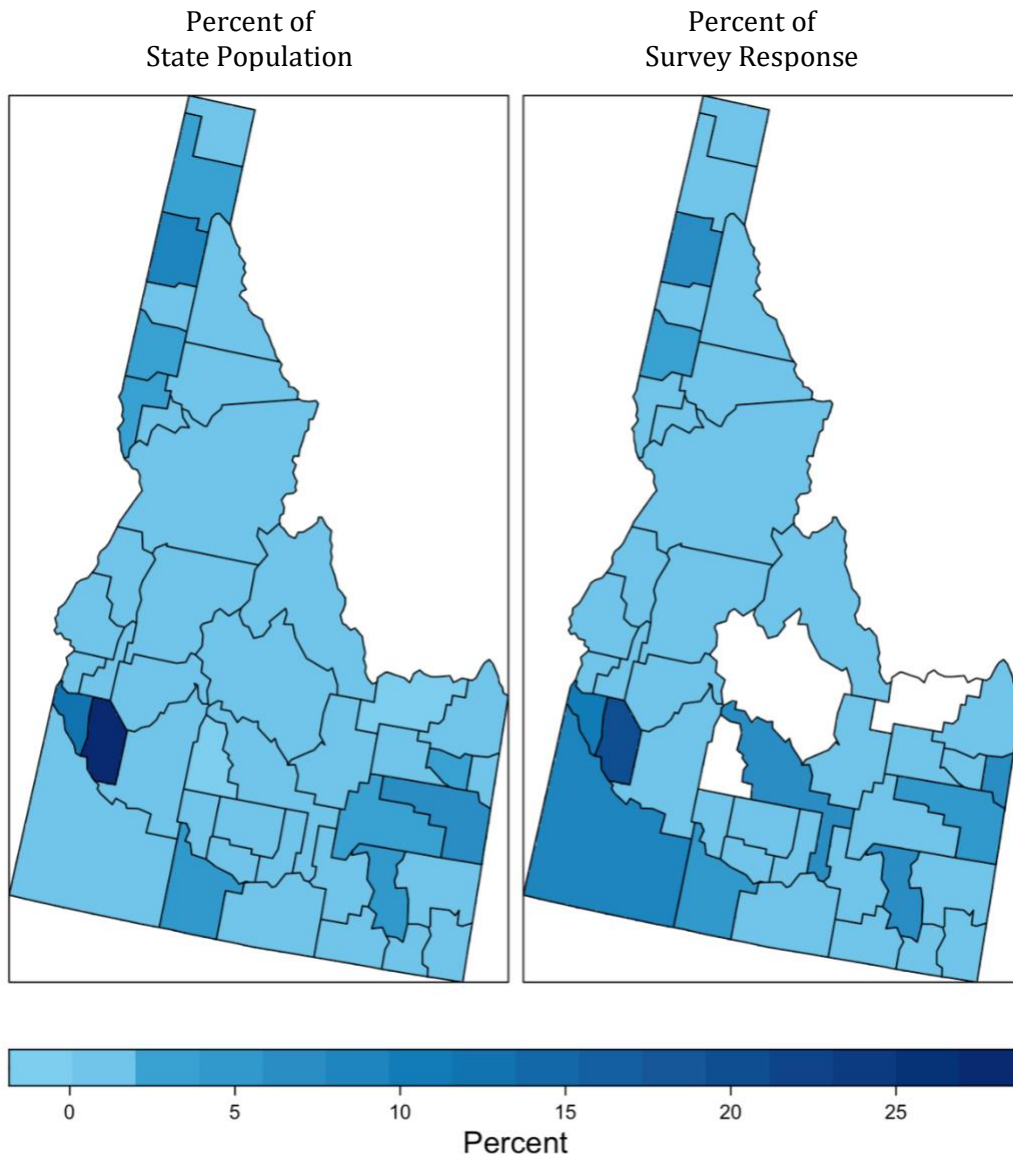 Percent of
State Population
Percent of
Survey Response
0 5 10 15 20 25
Percent